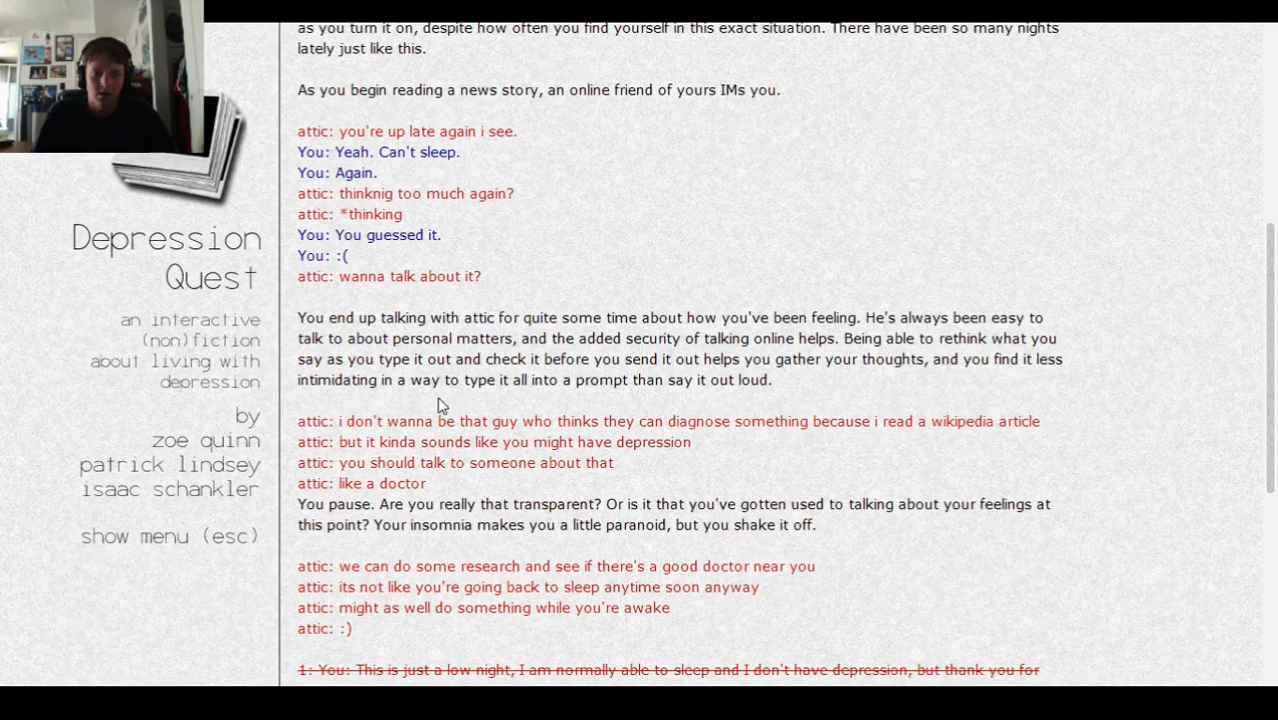 as you turn it on, despite how often you find yourself in this exact situation. There have been so many nights
lately just like this.
As you begin reading a news story, an online friend of yours IMs you.
attic: you're up late again i see.
You: Yeah. Can't sleep.
You: Again.
attic: thinknig too much again?
attic: *thinking
You: You guessed it.
You: :(
attic: wanna talk about it?
You end up talking with attic for quite some time about how you've been feeling. He's always been easy to
talk to about personal matters, and the added security of talking online helps. Being able to rethink what you
say as you type it out and check it before you send it out helps you gather your thoughts, and you find it less
intimidating in a way to type it all into a prompt than say it out loud.
attic: i don't wanna be that guy who thinks they can diagnose something because i read a wikipedia article
attic: but it kinda sounds like you might have depression
attic: you should talk to someone about that
attic: like a doctor
You pause. Are you really that transparent? Or is it that you've gotten used to talking about your feelings at
this point? Your insomnia makes you a little paranoid, but you shake it off.
attic: we can do some research and see if there's a good doctor near you
attic: its not like you're going back to sleep anytime soon anyway
attic: might as well do something while you're awake
attic: :)
1: You: This is just a low night, I am normally able to sleep and I don't have depression, but thank you for
Depression
Quest
an interactive
(non)fiction
about living with
depression
by
zoe quinn
patrick lindsey
isaac schankler
show menu (esc)